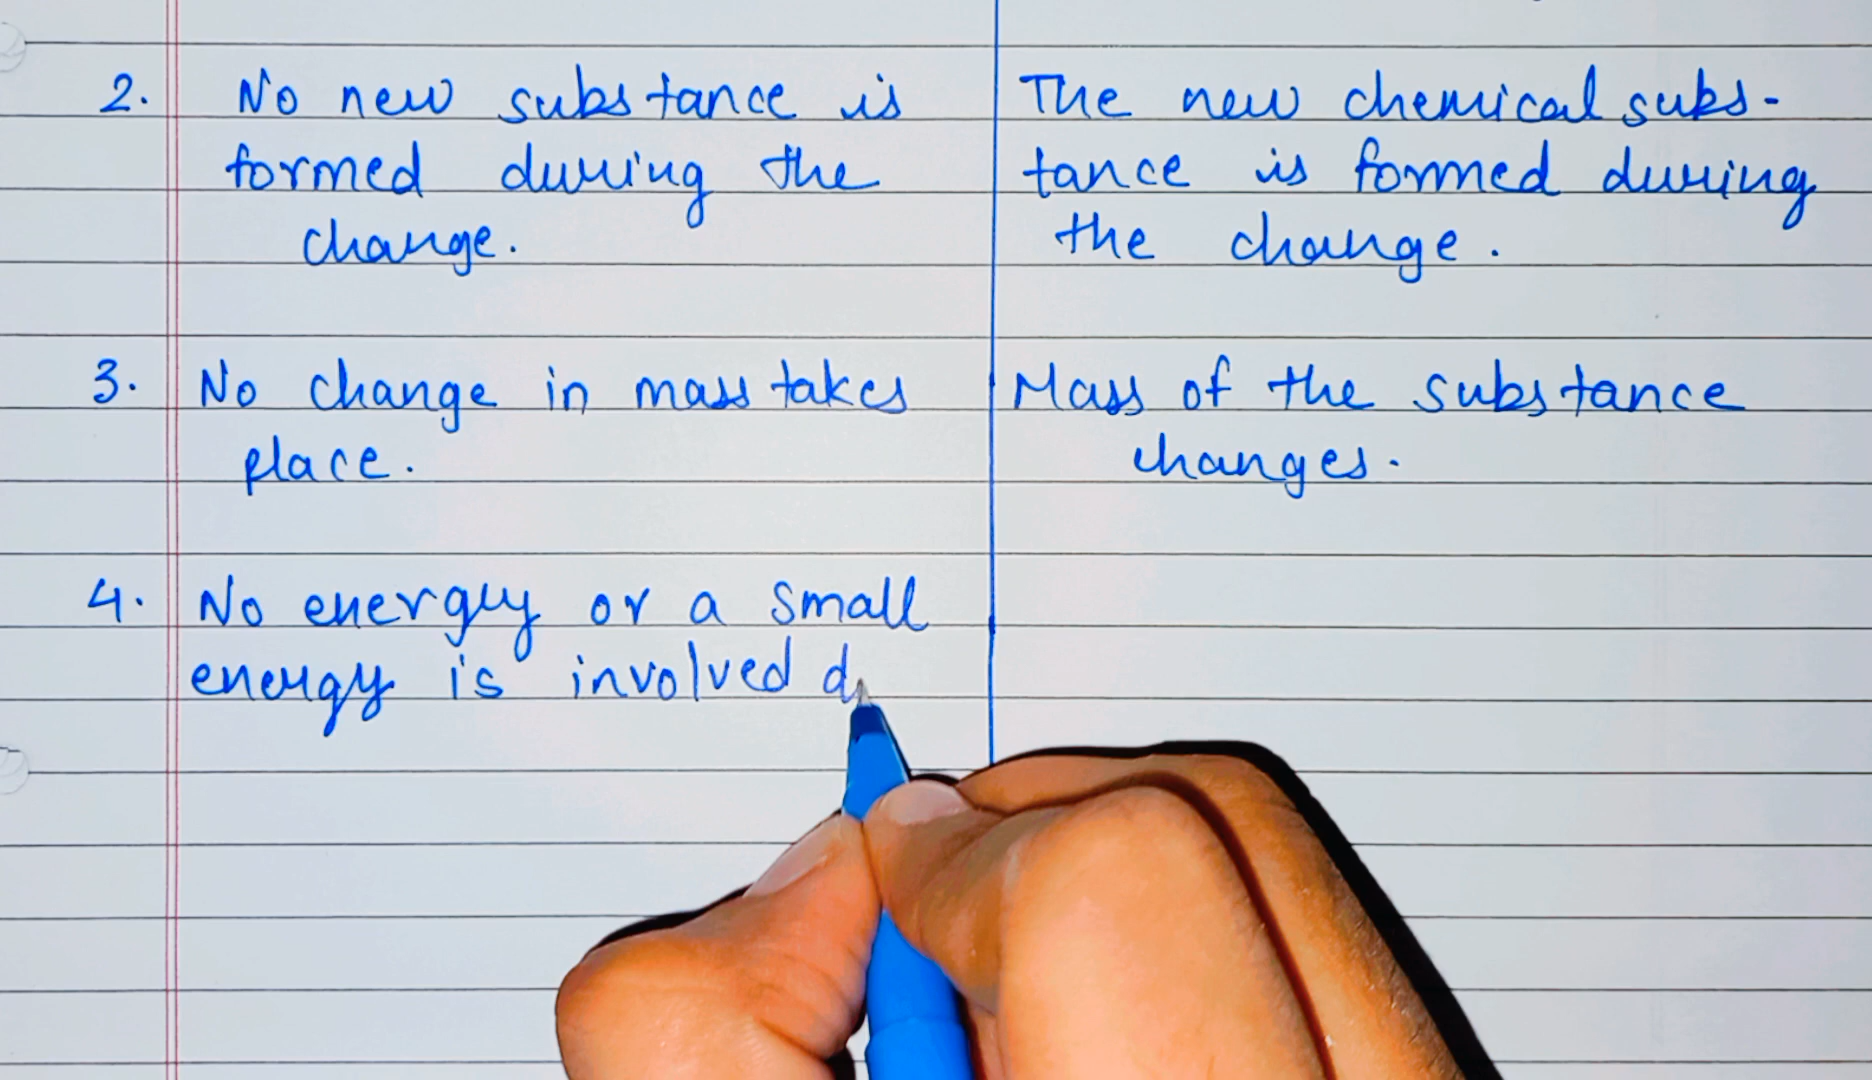 2. No new substance is
formed during the
change.
The new chemical subs-
tance is formed during
the change.
3. No change in mass takes
place.
Mass of the substance
changes.
4. No energy or a small
energy is involved d